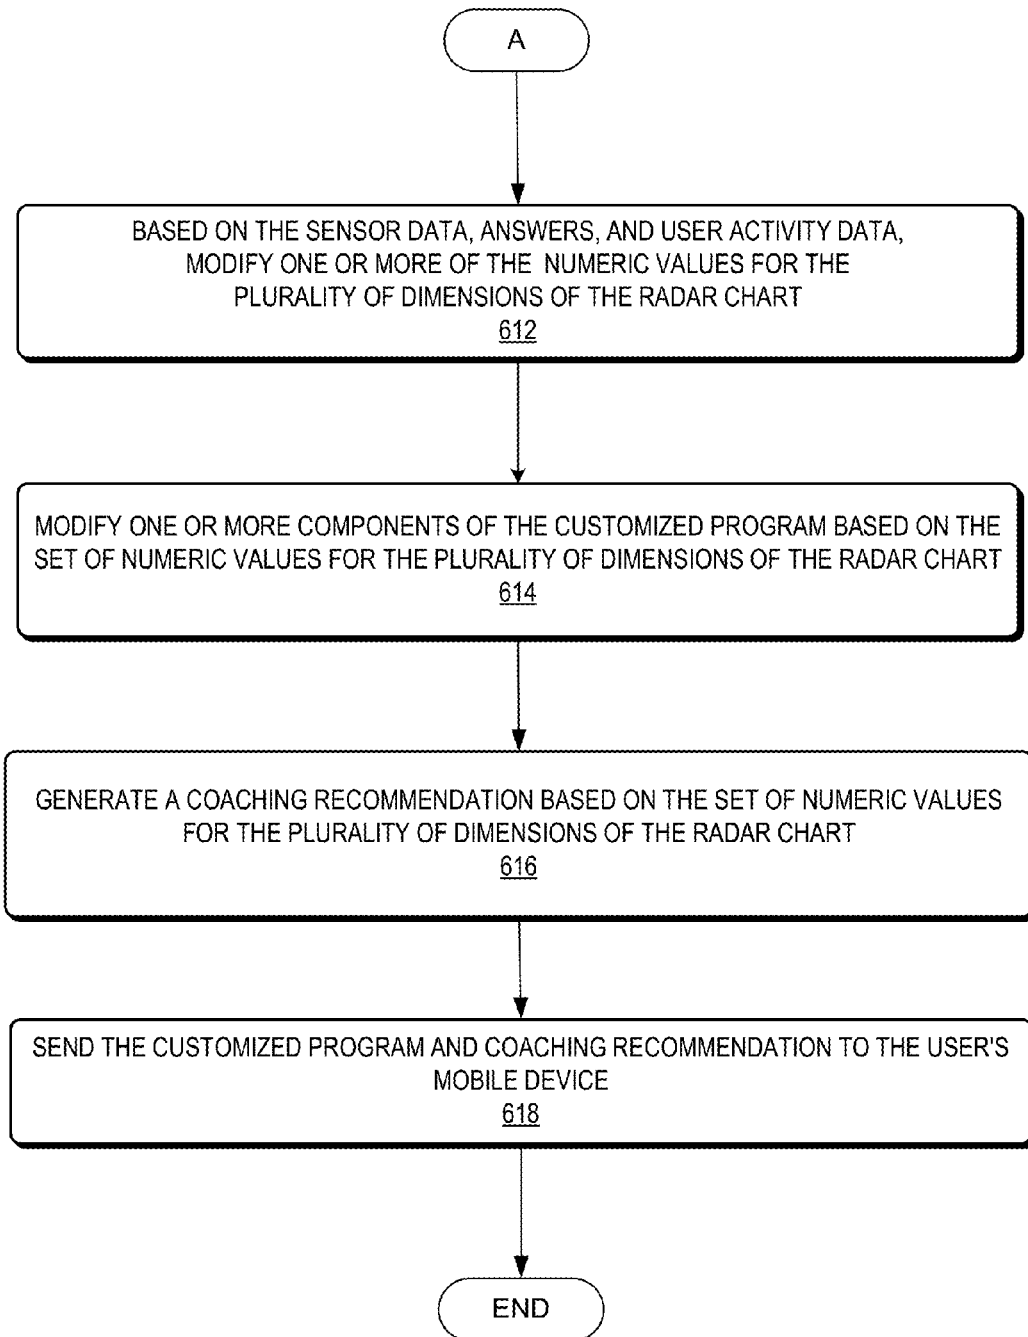 A
BASED ON THE SENSOR DATA, ANSWERS, AND USER ACTIVITY DATA,
MODIFY ONE OR MORE OF THE NUMERIC VALUES FOR THE
PLURALITY OF DIMENSIONS OF THE RADAR CHART
612
MODIFY ONE OR MORE COMPONENTS OF THE CUSTOMIZED PROGRAM BASED ON THE
SET OF NUMERIC VALUES FOR THE PLURALITY OF DIMENSIONS OF THE RADAR CHART
614
GENERATE A COACHING RECOMMENDATION BASED ON THE SET OF NUMERIC VALUES
FOR THE PLURALITY OF DIMENSIONS OF THE RADAR CHART
616
SEND THE CUSTOMIZED PROGRAM AND COACHING RECOMMENDATION TO THE USER'S
MOBILE DEVICE
618
END